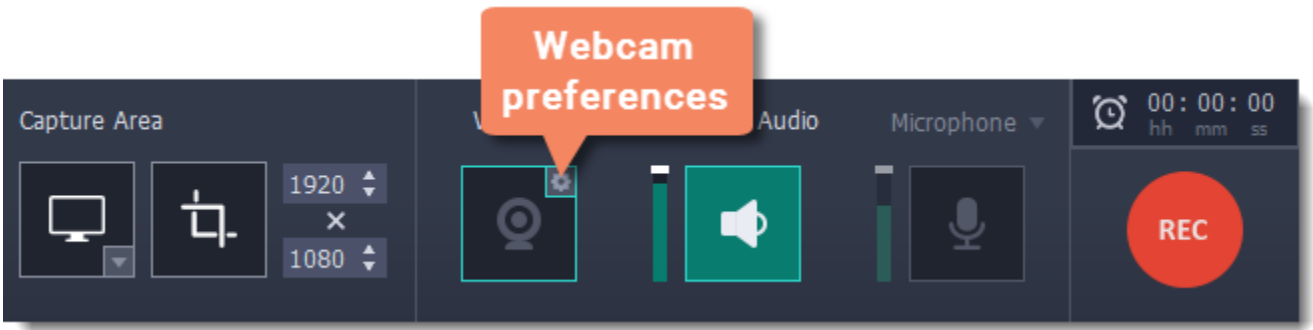 Webcam
preferences
Capture Area
Audio
Microphone
00: 00: 00
hh mm ss
1920
×
1080
REC